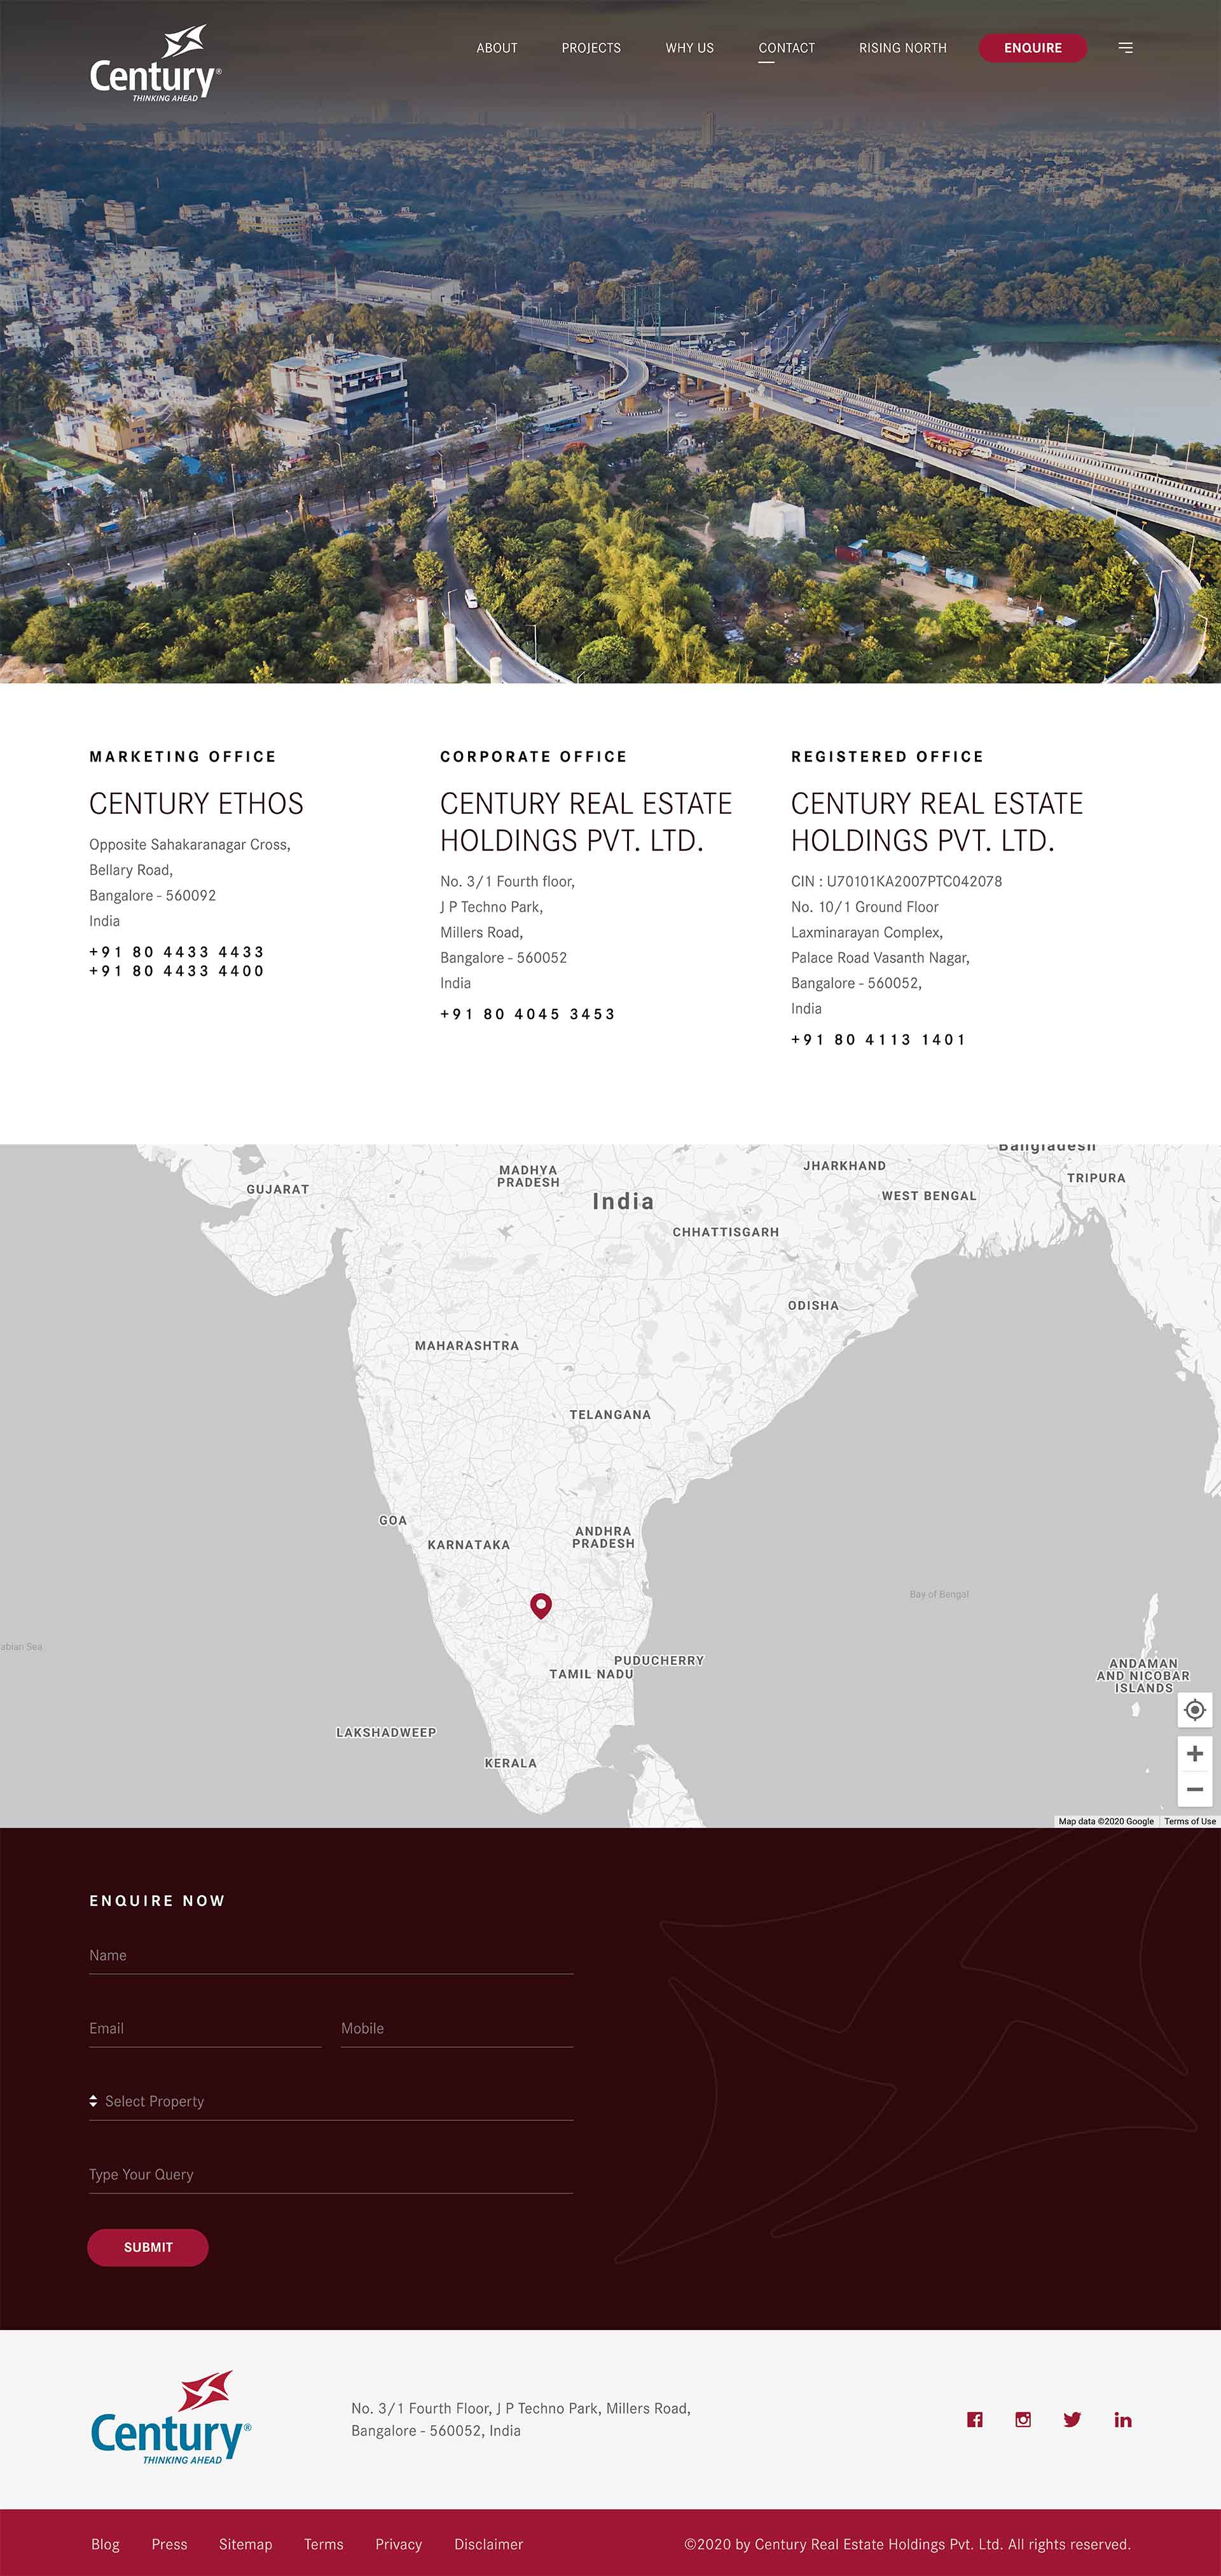 Century®
THINKING AHEAD
ABOUT PROJECTS WHY US CONTACT RISING NORTH ENQUIRE
MARKETING OFFICE
CENTURY ETHOS
Opposite Sahakaranagar Cross,
Bellary Road,
Bangalore - 560092
India
+91 80 4433 4433
+91 80 4433 4400
CORPORATE OFFICE
CENTURY REAL ESTATE
HOLDINGS PVT. LTD.
No. 3/1 Fourth floor,
J P Techno Park,
Millers Road,
Bangalore - 560052
India
+91 80 4045 3453
REGISTERED OFFICE
CENTURY REAL ESTATE
HOLDINGS PVT. LTD.
CIN : U70101KA2007PTC042078
No. 10/1 Ground Floor
Laxminarayan Complex,
Palace Road Vasanth Nagar,
Bangalore - 560052,
India
+91 80 4113 1401
Bangladesh
MADHYA
PRADESH
JHARKHAND
TRIPURA
GUJARAT
India
WEST BENGAL
CHHATTISGARH
ODISHA
MAHARASHTRA
TELANGANA
GOA
KARNATAKA
ANDHRA
PRADESH
Bay of Bengal
abian Sea
PUDUCHERRY
TAMIL NADU
ANDAMAN
AND NICOBAR
ISLANDS
LAKSHADWEEP
KERALA
Map data ©2020 Google Terms of Use
ENQUIRE NOW
Name
Email Mobile
Select Property
Type Your Query
SUBMIT
Century®
THINKING AHEAD
No. 3/1 Fourth Floor, J P Techno Park, Millers Road,
Bangalore - 560052, India
Blog Press Sitemap Terms Privacy Disclaimer ©2020 by Century Real Estate Holdings Pvt. Ltd. All rights reserved.